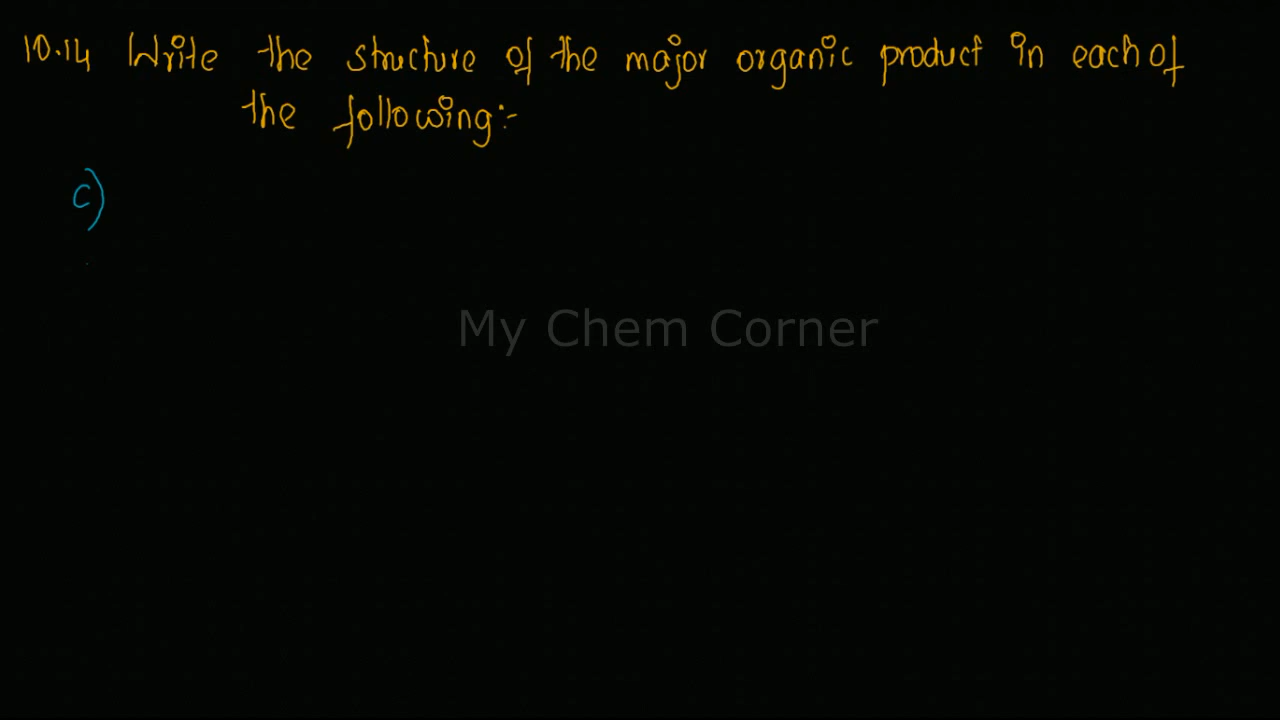 10.14 Write the structure of the major organic product in each of
the following:-
c)
My Chem Corner